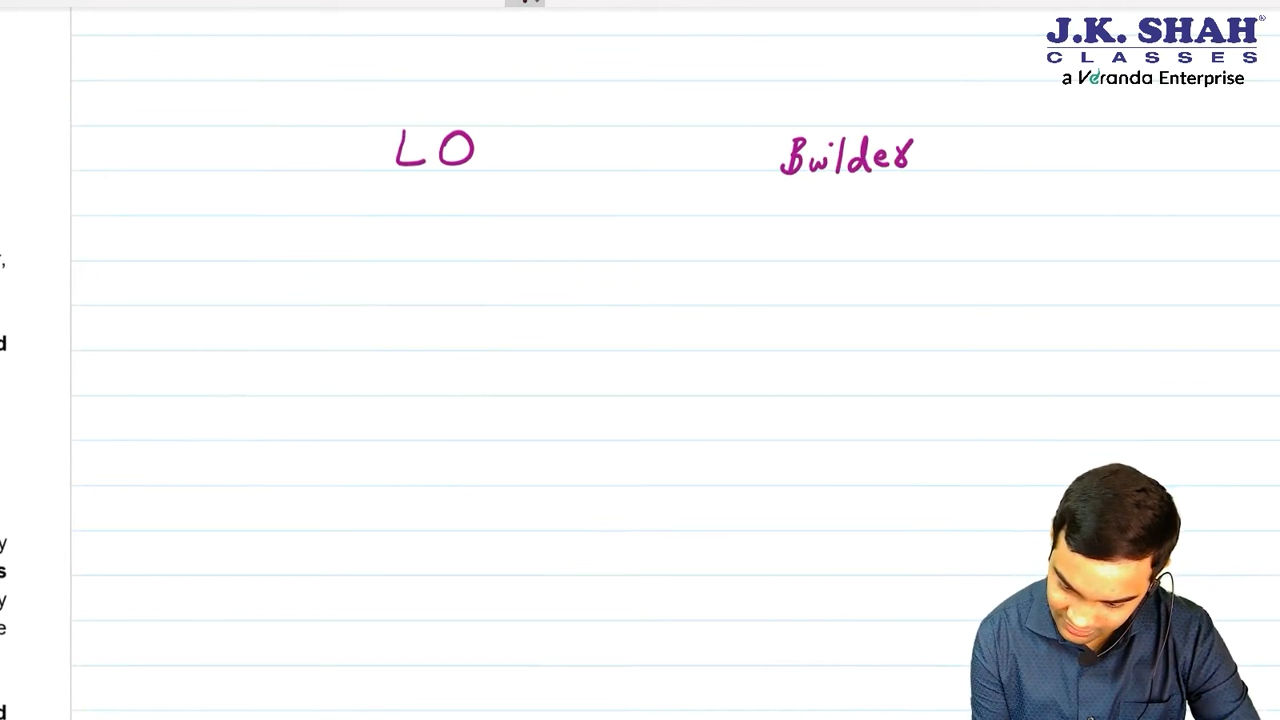 J.K. SHAH®
CLASSES
a Veranda Enterprise
LO Builder
,
d
y
s
y
e
d